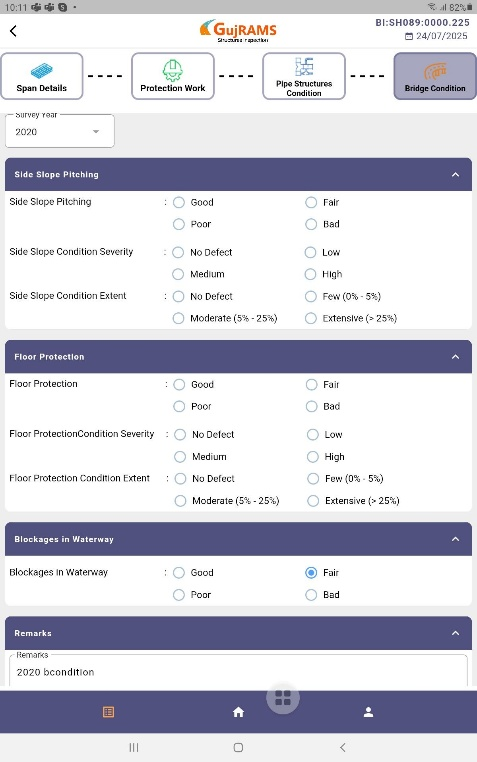 10:11 82%
GujRAMS
Structures Inspection
BI:SH089:0000.225
24/07/2025
Span Details
Protection Work
Pipe Structures
Condition
Bridge Condition
Survey Year
2020
Side Slope Pitching
Side Slope Pitching : Good Fair
Poor Bad
Side Slope Condition Severity : No Defect Low
Medium High
Side Slope Condition Extent : No Defect Few (0% - 5%)
Moderate (5% - 25%) Extensive (> 25%)
Floor Protection
Floor Protection : Good Fair
Poor Bad
Floor ProtectionCondition Severity : No Defect Low
Medium High
Floor Protection Condition Extent : No Defect Few (0% - 5%)
Moderate (5% - 25%) Extensive (> 25%)
Blockages in Waterway
Blockages in Waterway : Good Fair
Poor Bad
Remarks
Remarks
2020 bcondition